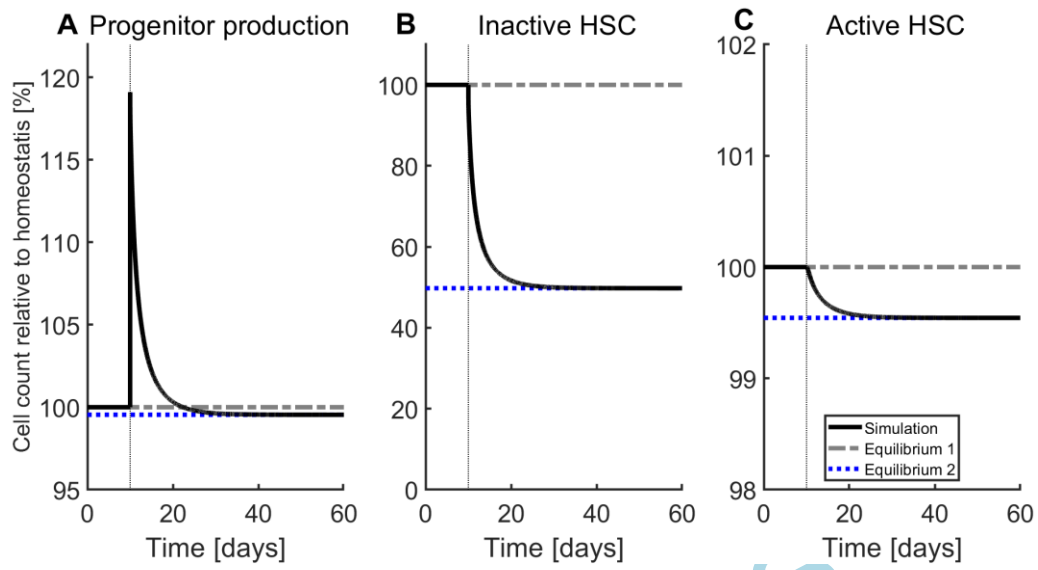 A Progenitor production
B Inactive HSC
C Active HSC
Cell count relative to homeostatis [%]
120
115
110
105
100
95
0 20 40 60
Time [days]
100
80
60
40
20
0
0 20 40 60
Time [days]
102
101
100
99
98
0 20 40 60
Time [days]
Simulation
Equilibrium 1
Equilibrium 2